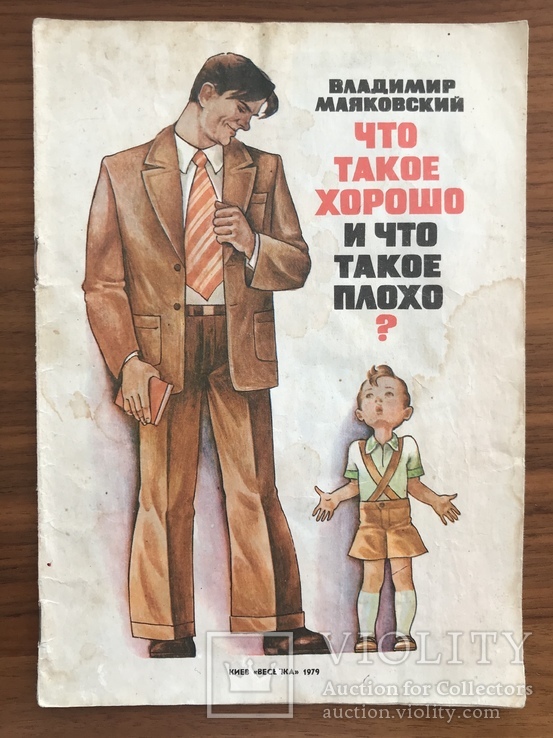 ВЛАДИМИР
МАЯКОВСКИЙ
ЧТО
ТАКОЕ
ХОРОШО
И ЧТО
ТАКОЕ
ПЛОХО
?
КИЕВ «ВЕСЕЛКА» 1979
VIOLITY
Auction for Collectors
auction.violity.com